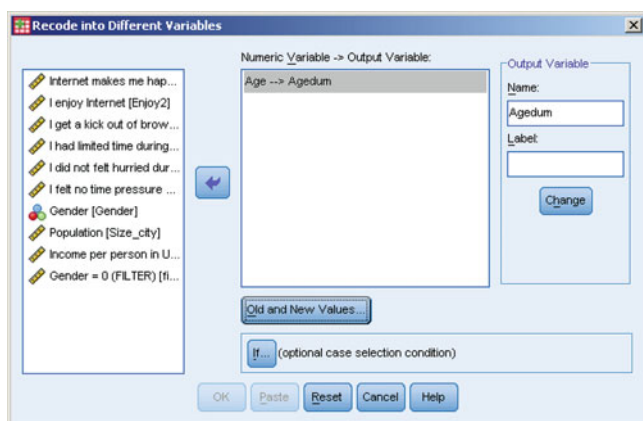 Recode into Different Variables
Internet makes me hap...
I enjoy Internet [Enjoy2]
I get a kick out of brow...
I had limited time during...
I did not felt hurried dur...
I felt no time pressure ...
Gender [Gender]
Population [Size_city]
Income per person in U...
Gender = 0 (FILTER) [fi...
Numeric Variable -> Output Variable:
Age --> Agedum
Output Variable
Name:
Agedum
Label:
Change
Old and New Values...
If... (optional case selection condition)
OK Paste Reset Cancel Help